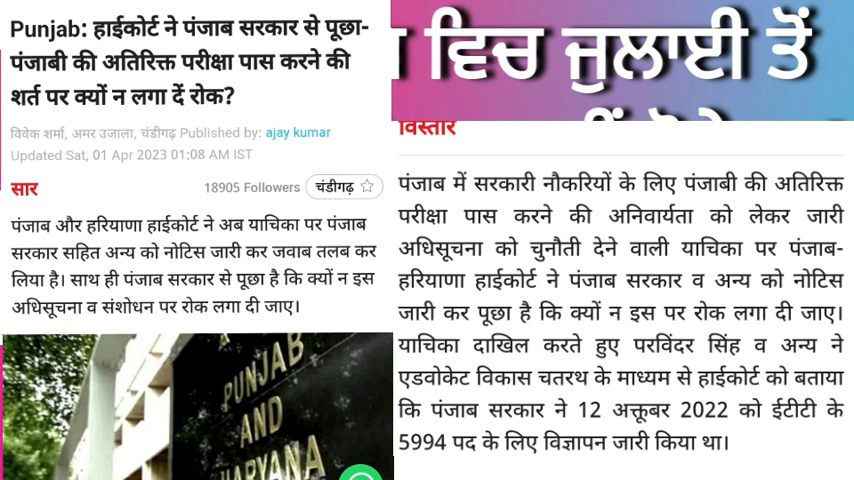 Punjab: हाईकोर्ट ने पंजाब सरकार से पूछा-
पंजाबी की अतिरिक्त परीक्षा पास करने की
शर्त पर क्यों न लगा दें रोक?
विवेक शर्मा, अमर उजाला, चंडीगढ़ Published by: ajay kumar
Updated Sat, 01 Apr 2023 01:08 AM IST
सार
18905 Followers चंडीगढ़
पंजाब और हरियाणा हाईकोर्ट ने अब याचिका पर पंजाब
सरकार सहित अन्य को नोटिस जारी कर जवाब तलब कर
लिया है। साथ ही पंजाब सरकार से पूछा है कि क्यों न इस
अधिसूचना व संशोधन पर रोक लगा दी जाए।
PUNJAB
AND
HARYANA
ਵਿਚ ਜੁਲਾਈ ਤੋਂ
विस्तार
पंजाब में सरकारी नौकरियों के लिए पंजाबी की अतिरिक्त
परीक्षा पास करने की अनिवार्यता को लेकर जारी
अधिसूचना को चुनौती देने वाली याचिका पर पंजाब-
हरियाणा हाईकोर्ट ने पंजाब सरकार व अन्य को नोटिस
जारी कर पूछा है कि क्यों न इस पर रोक लगा दी जाए।
याचिका दाखिल करते हुए परविंदर सिंह व अन्य ने
एडवोकेट विकास चतरथ के माध्यम से हाईकोर्ट को बताया
कि पंजाब सरकार ने 12 अक्तूबर 2022 को ईटीटी के
5994 पद के लिए विज्ञापन जारी किया था।